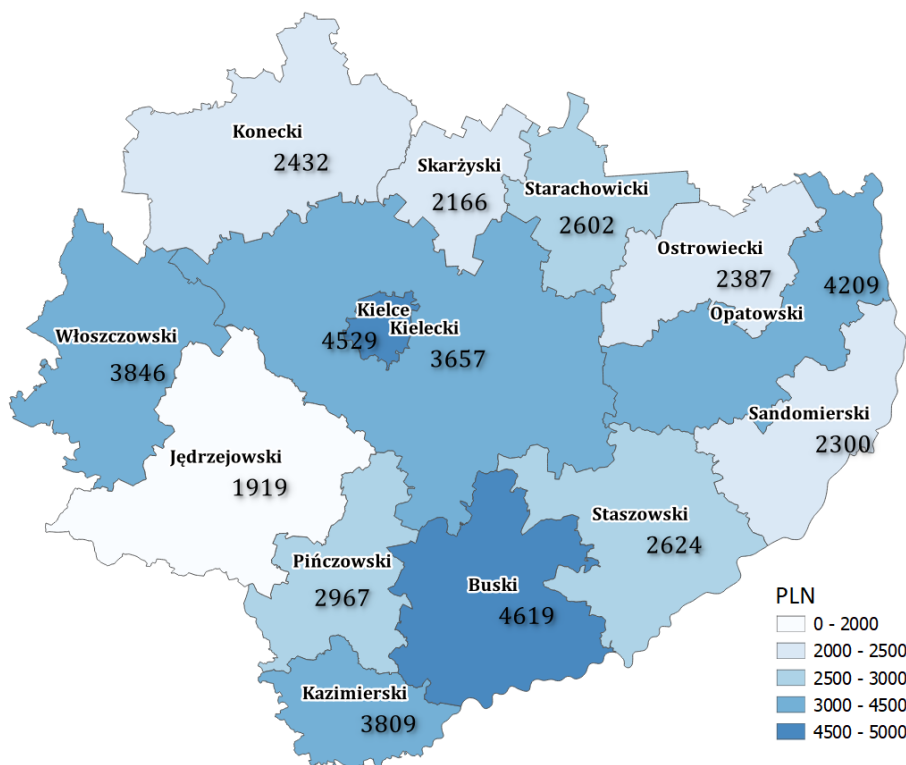 Konecki
2432
Skarżyski
2166
Starachowicki
2602
Ostrowiecki
2387
4209
Opatowski
Kielce
Kielecki
4529
3657
Włoszczowski
3846
Sandomierski
2300
Jędrzejowski
1919
Staszowski
2624
Pińczowski
2967
Buski
4619
Kazimierski
3809
PLN
0 - 2000
2000 - 2500
2500 - 3000
3000 - 4500
4500 - 5000